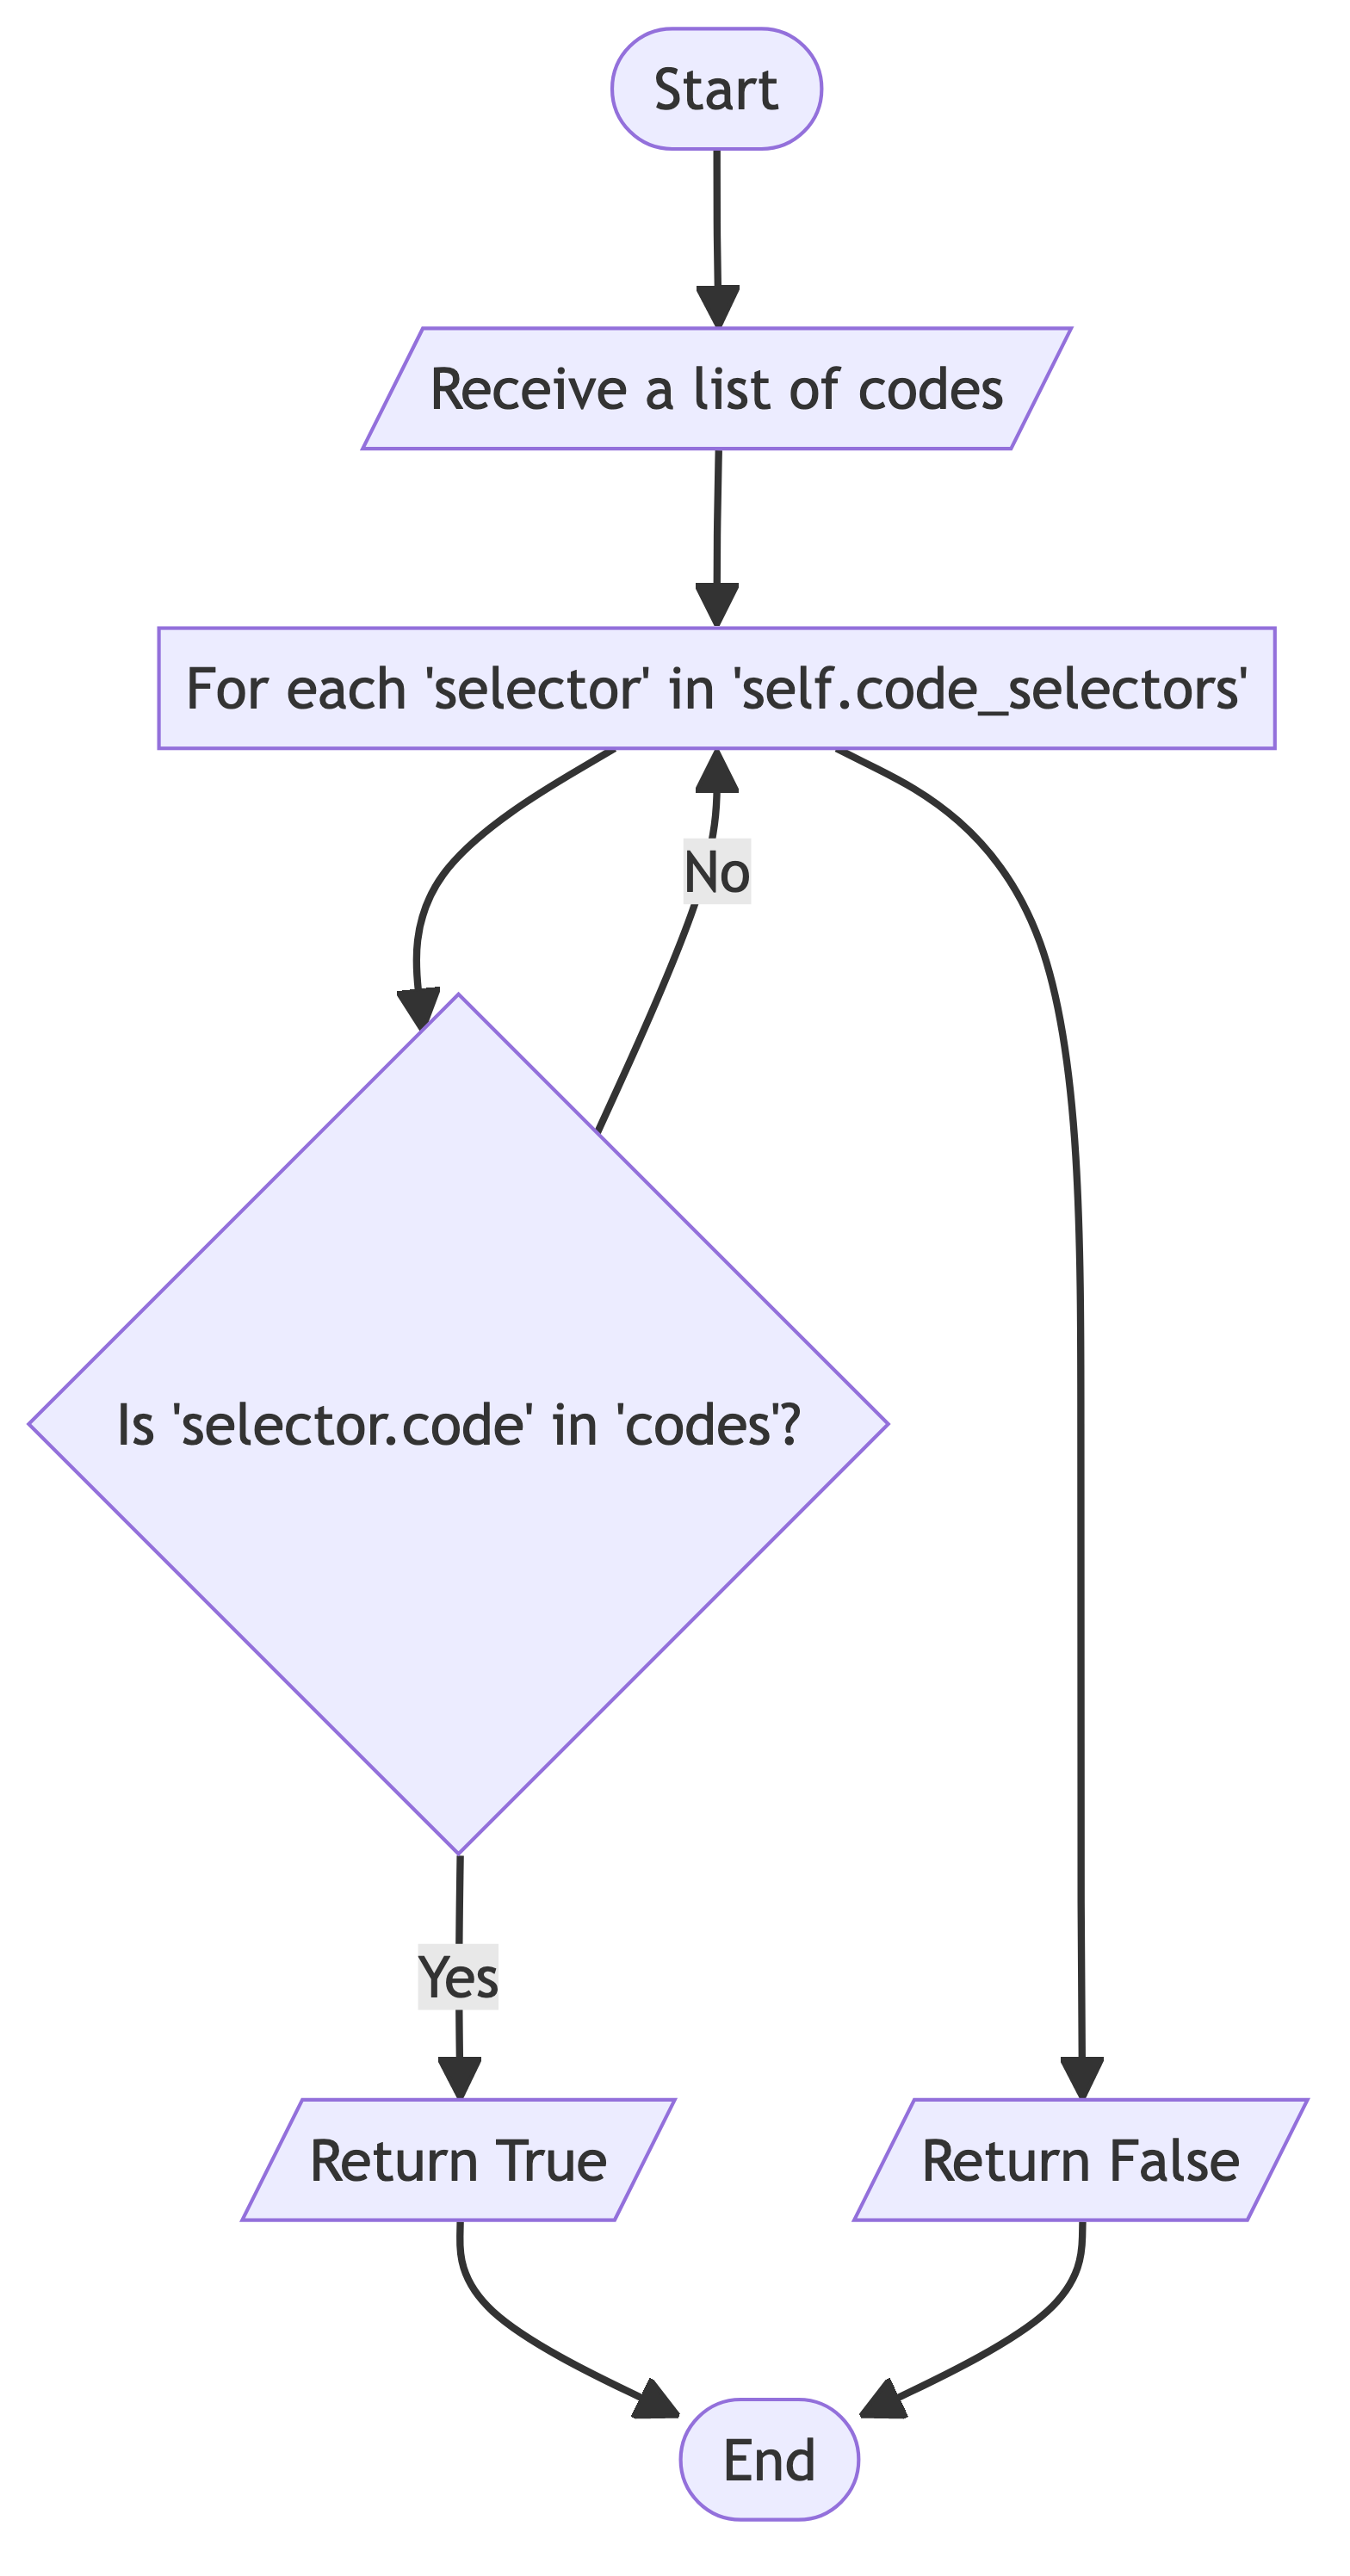 Start
Receive a list of codes
For each 'selector' in 'self.code_selectors'
No
Is 'selector.code' in 'codes'?
Yes
Return True
Return False
End